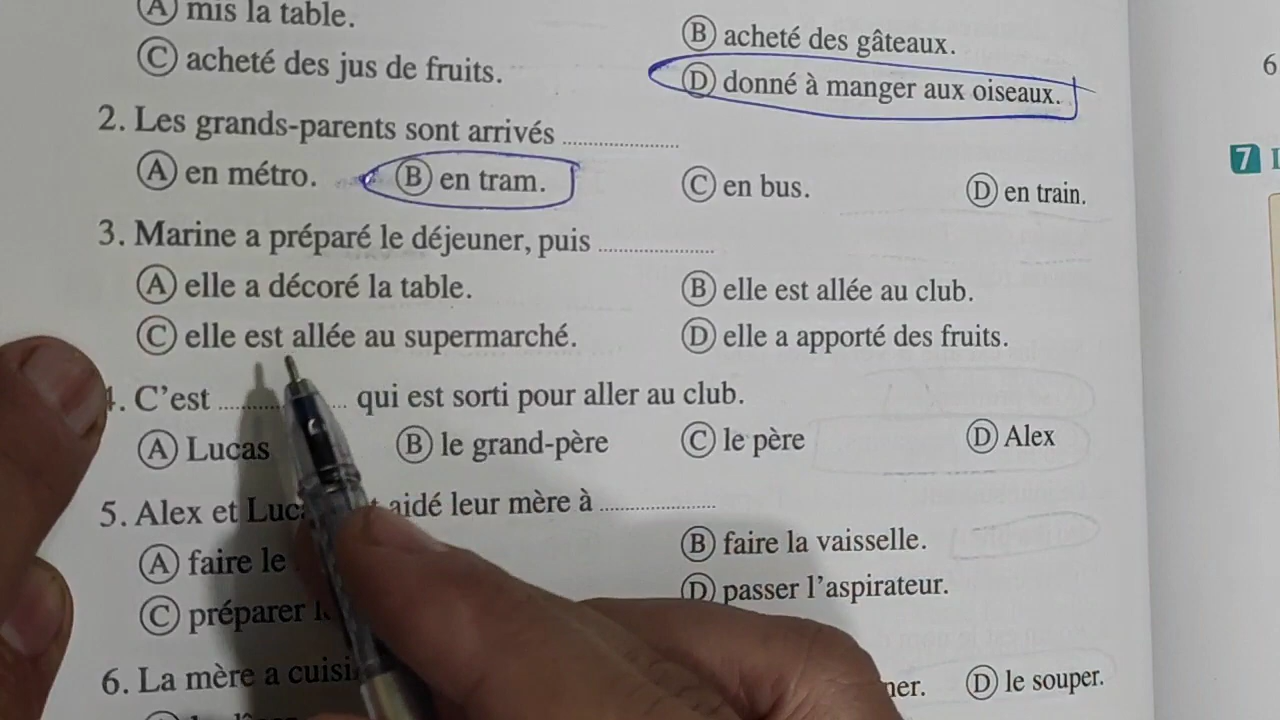 A mis la table.
B acheté des gâteaux.
C acheté des jus de fruits.
D donné à manger aux oiseaux.
2. Les grands-parents sont arrivés ....................
A en métro. B en tram. C en bus. D en train.
3. Marine a préparé le déjeuner, puis ....................
A elle a décoré la table. B elle est allée au club.
C elle est allée au supermarché. D elle a apporté des fruits.
4. C'est .................... qui est sorti pour aller au club.
A Lucas B le grand-père C le père D Alex
5. Alex et aidé leur mère à ....................
A faire le B faire la vaisselle.
C préparer D passer l'aspirateur.
6. La mère a D le souper.
6
7